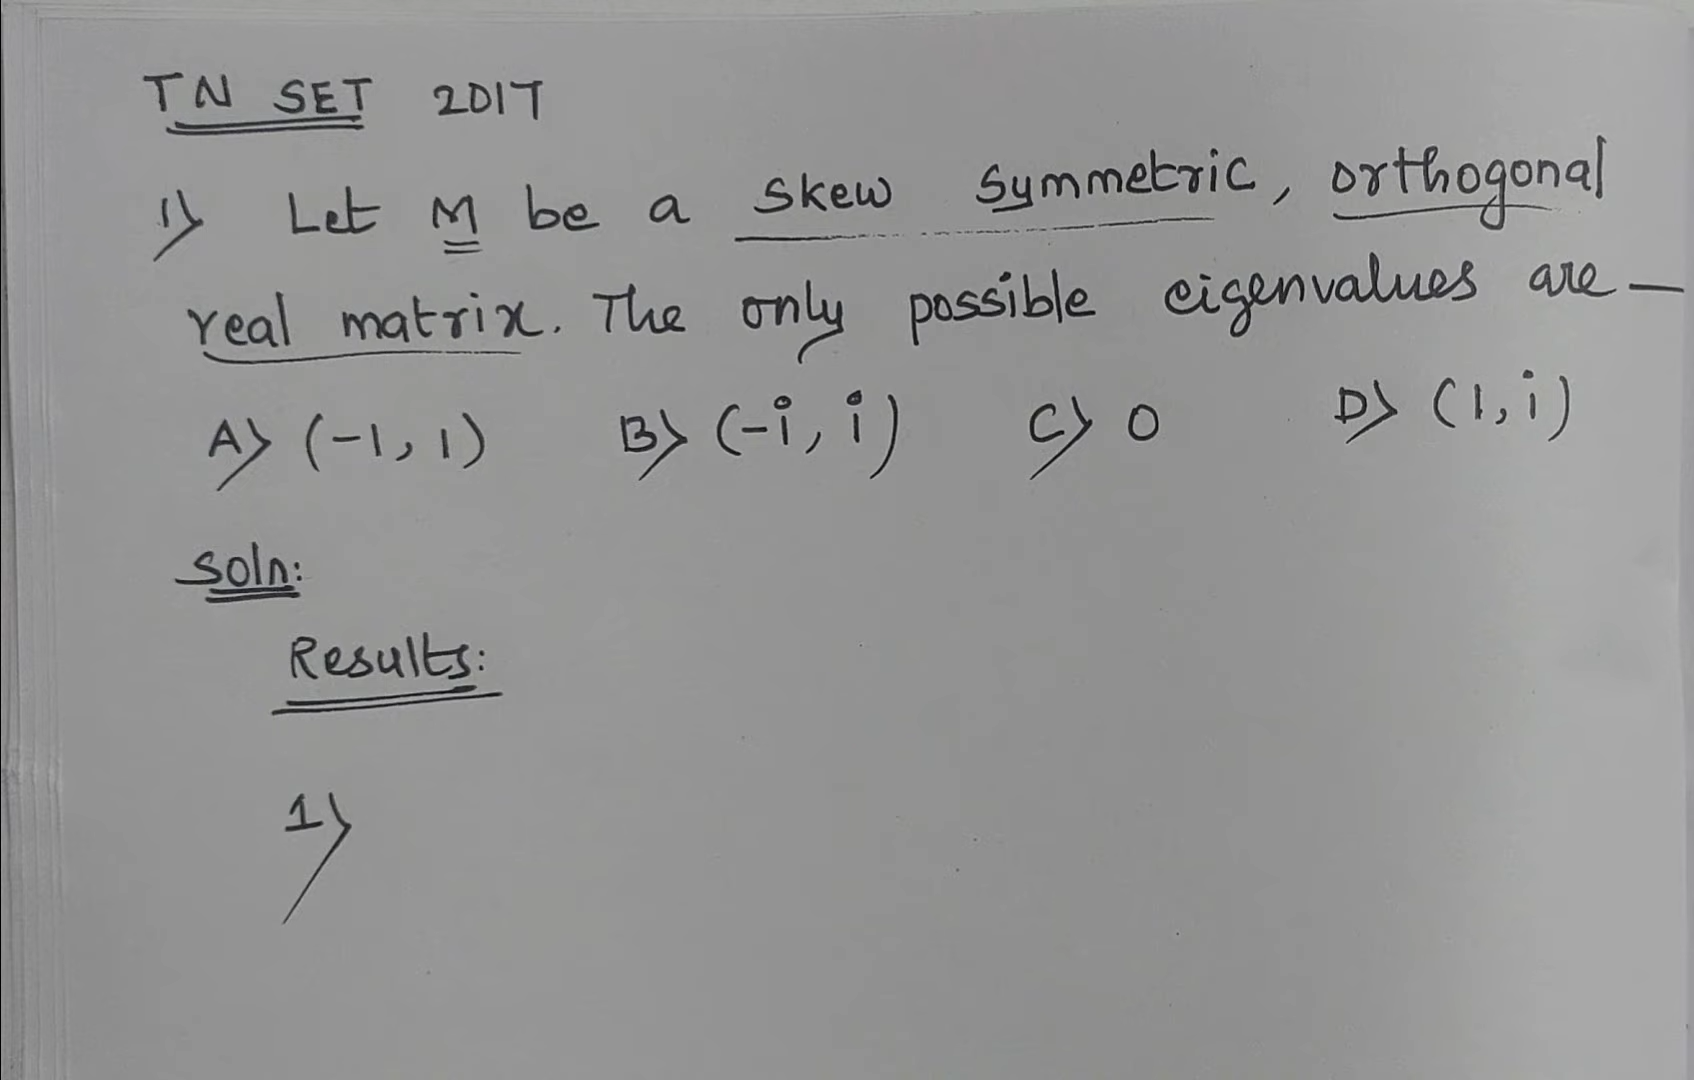 TN SET 2017
1) Let M be a skew symmetric, orthogonal
real matrix. The only possible eigenvalues are —
A) (-1, 1) B) (-i, i) C) 0 D) (1, i)
Soln:
Results:
1)